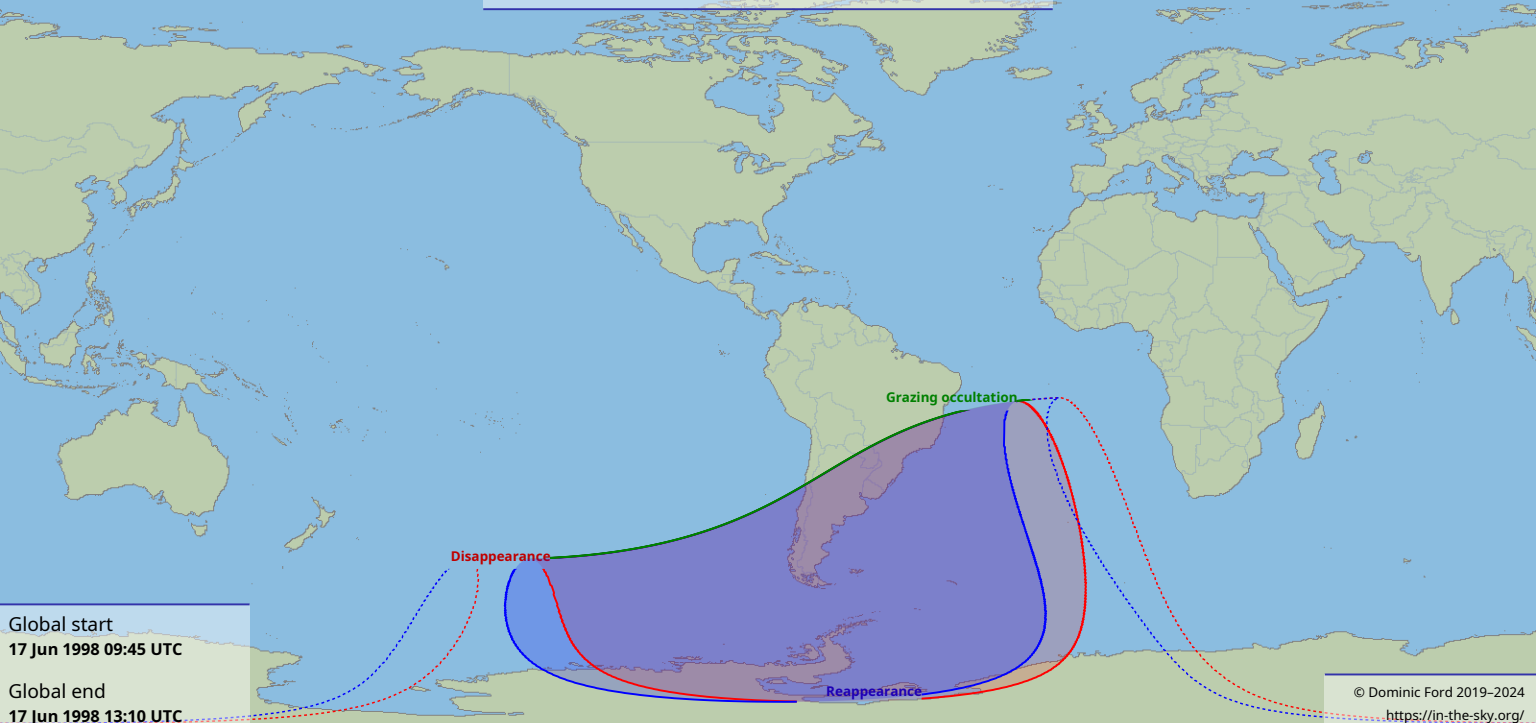 Grazing occultation
Disappearance
Global start
17 Jun 1998 09:45 UTC
Global end
17 Jun 1998 13:10 UTC
Reappearance
© Dominic Ford 2019–2024
https://in-the-sky.org/